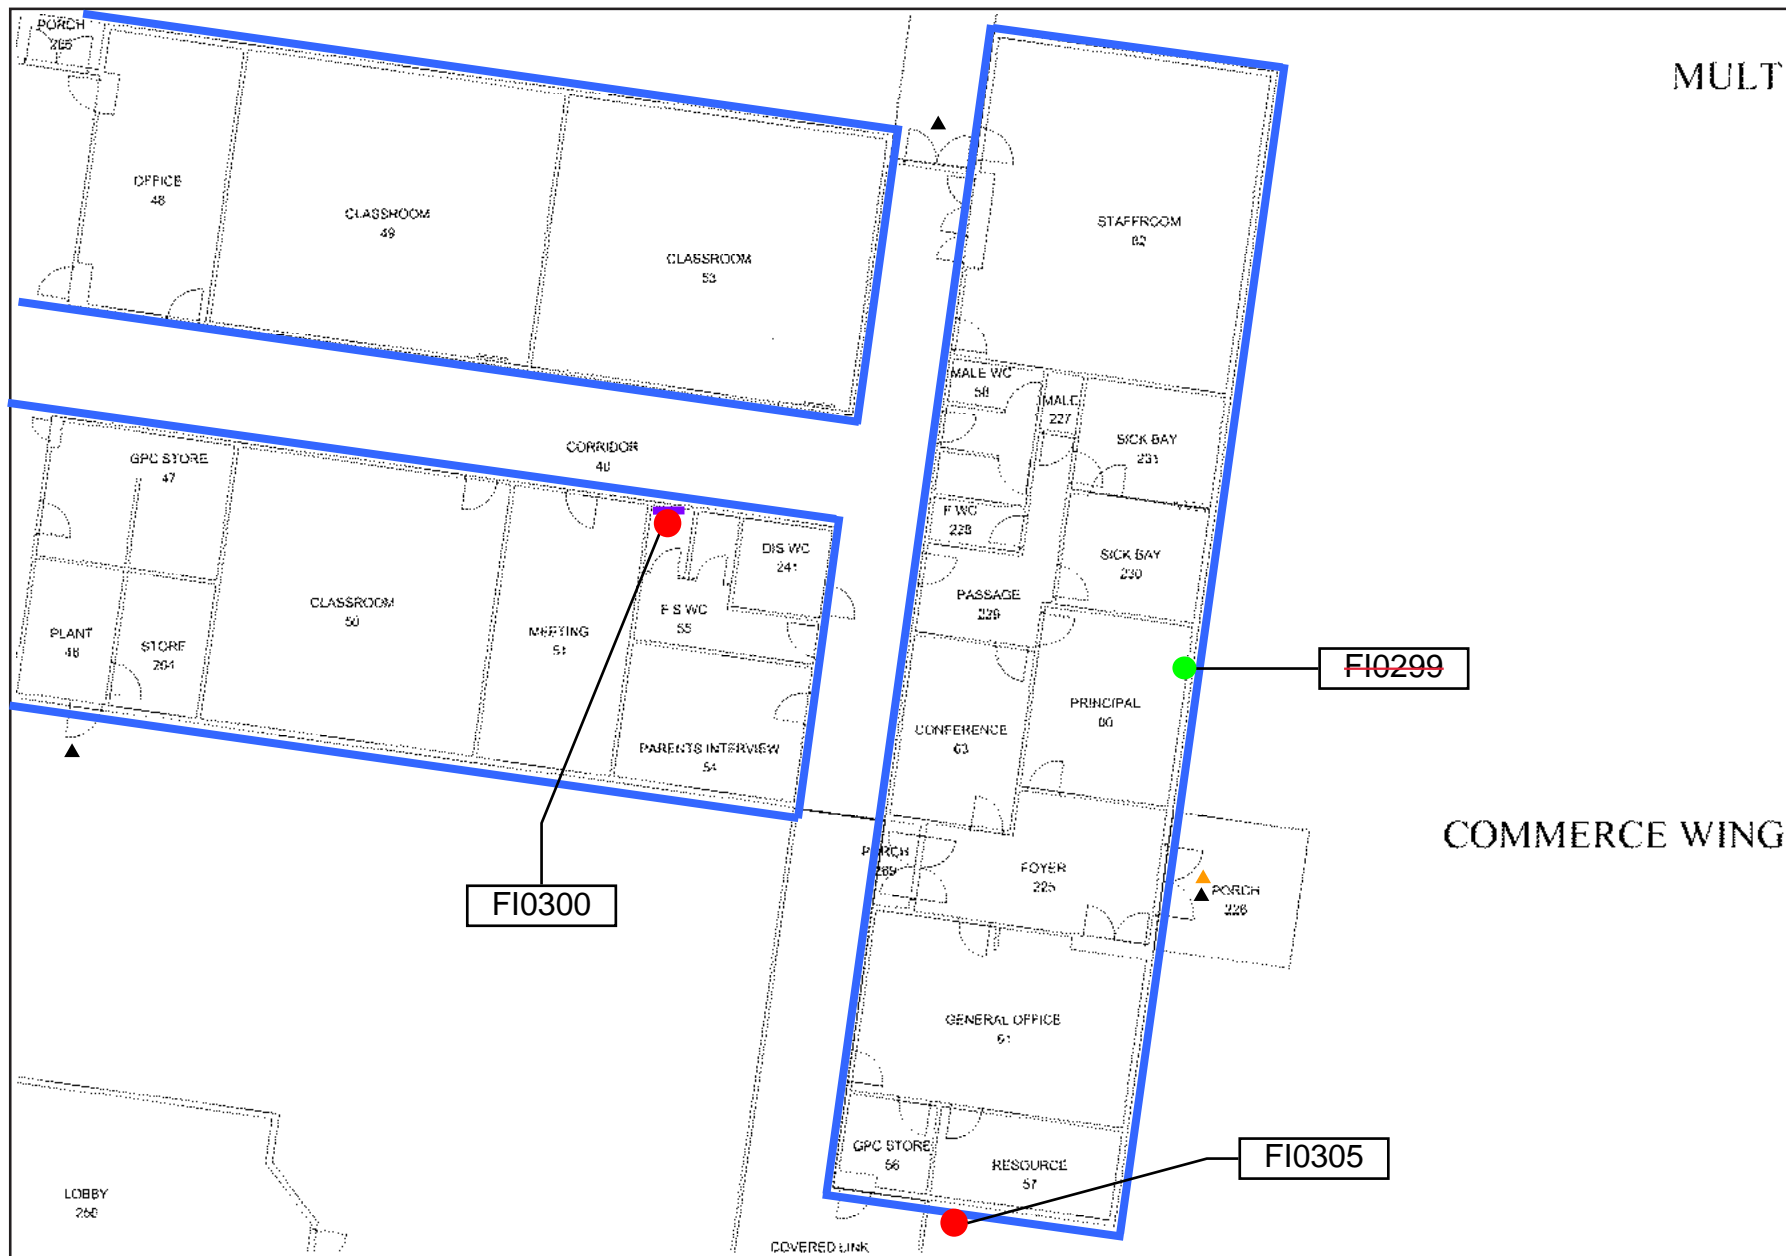 PORCH
265
MULT
OFFICE
48
CLASSROOM
49
CLASSROOM
53
STAFFROOM
62
MALE WC
58
MALE
227
SICK BAY
231
CORRIDOR
40
GPC STORE
47
F WC
228
DIS WC
241
SICK BAY
230
PASSAGE
229
CLASSROOM
50
PLANT
46
STORE
264
MEETING
51
F S WC
55
FI0299
PRINCIPAL
60
CONFERENCE
63
PARENTS INTERVIEW
54
COMMERCE WING
PORCH
269
FOYER
225
PORCH
226
FI0300
GENERAL OFFICE
61
GPC STORE
56
RESOURCE
57
FI0305
LOBBY
260
COVERED LINK